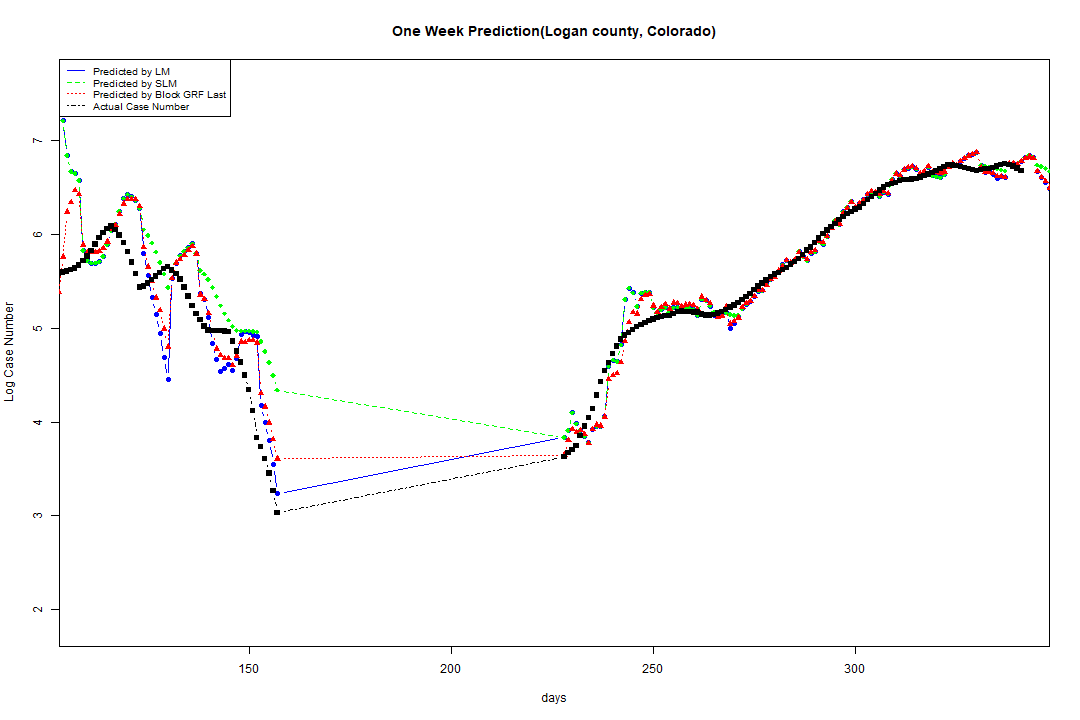 One Week Prediction(Logan county, Colorado)
Predicted by LM
Predicted by SLM
Predicted by Block GRF Last
Actual Case Number
7
6
5
4
3
2
Log Case Number
150 200 250 300
days